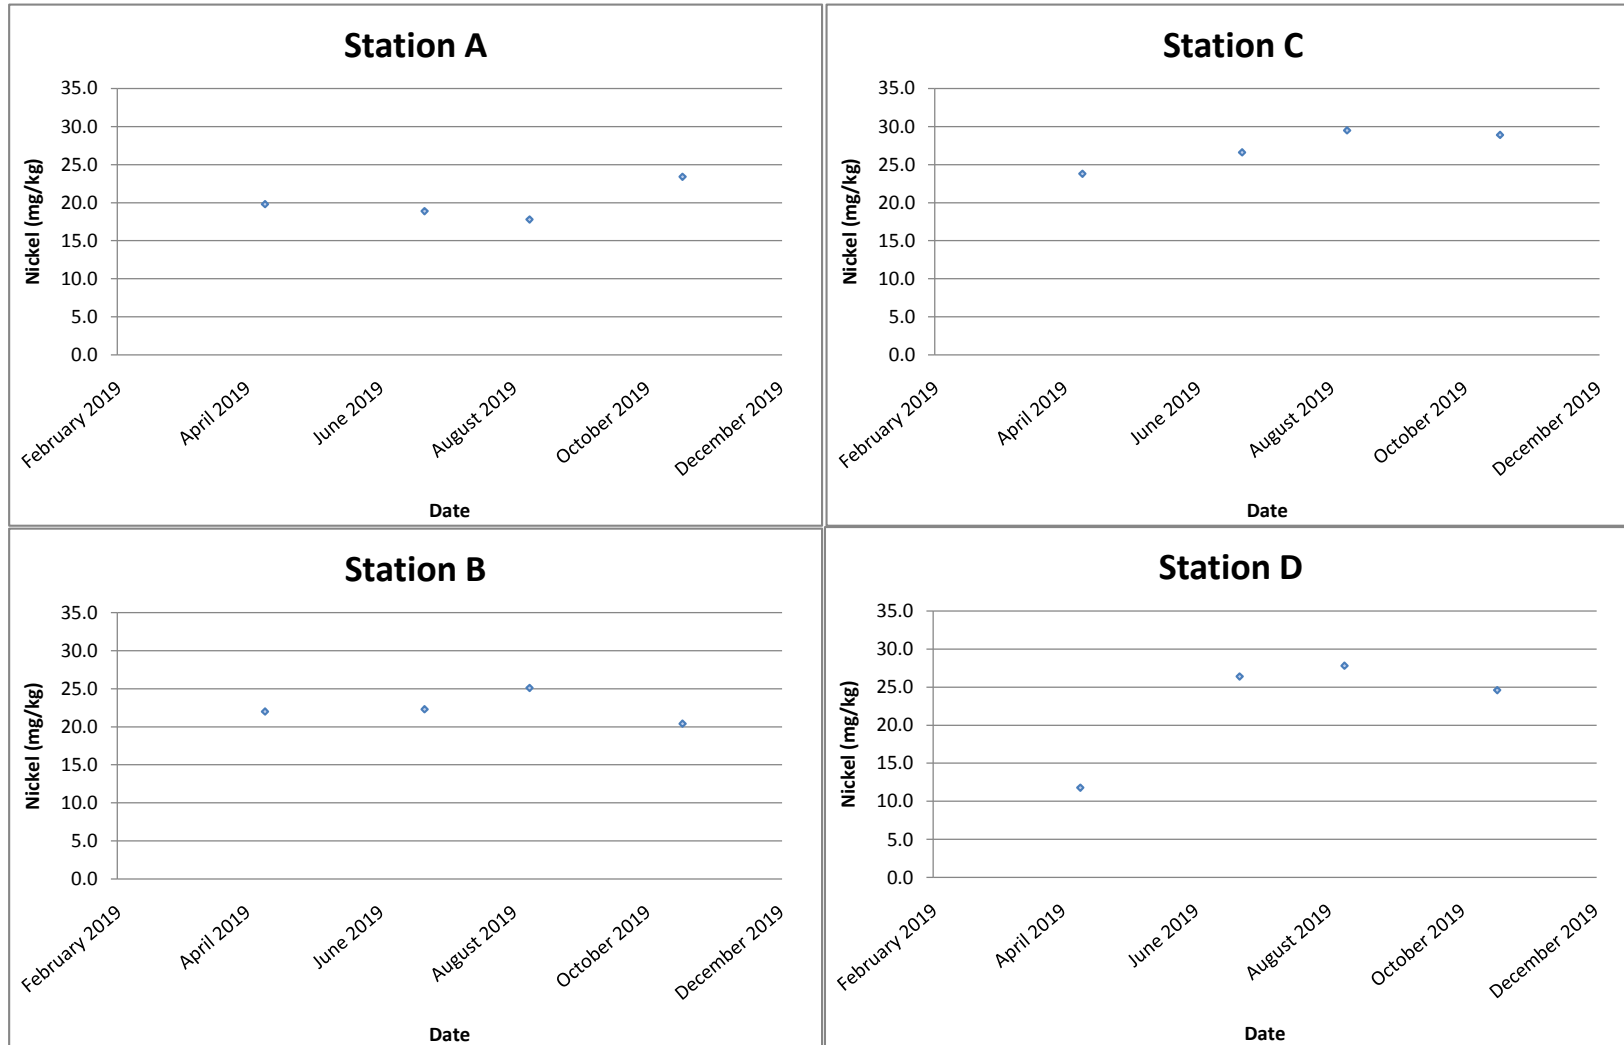 Station A
35.0
30.0
25.0
20.0
15.0
10.0
5.0
0.0
Nickel (mg/kg)
February 2019
April 2019
June 2019
August 2019
October 2019
December 2019
Date
Station C
35.0
30.0
25.0
20.0
15.0
10.0
5.0
0.0
Nickel (mg/kg)
February 2019
April 2019
June 2019
August 2019
October 2019
December 2019
Date
Station B
35.0
30.0
25.0
20.0
15.0
10.0
5.0
0.0
Nickel (mg/kg)
February 2019
April 2019
June 2019
August 2019
October 2019
December 2019
Date
Station D
35.0
30.0
25.0
20.0
15.0
10.0
5.0
0.0
Nickel (mg/kg)
February 2019
April 2019
June 2019
August 2019
October 2019
December 2019
Date